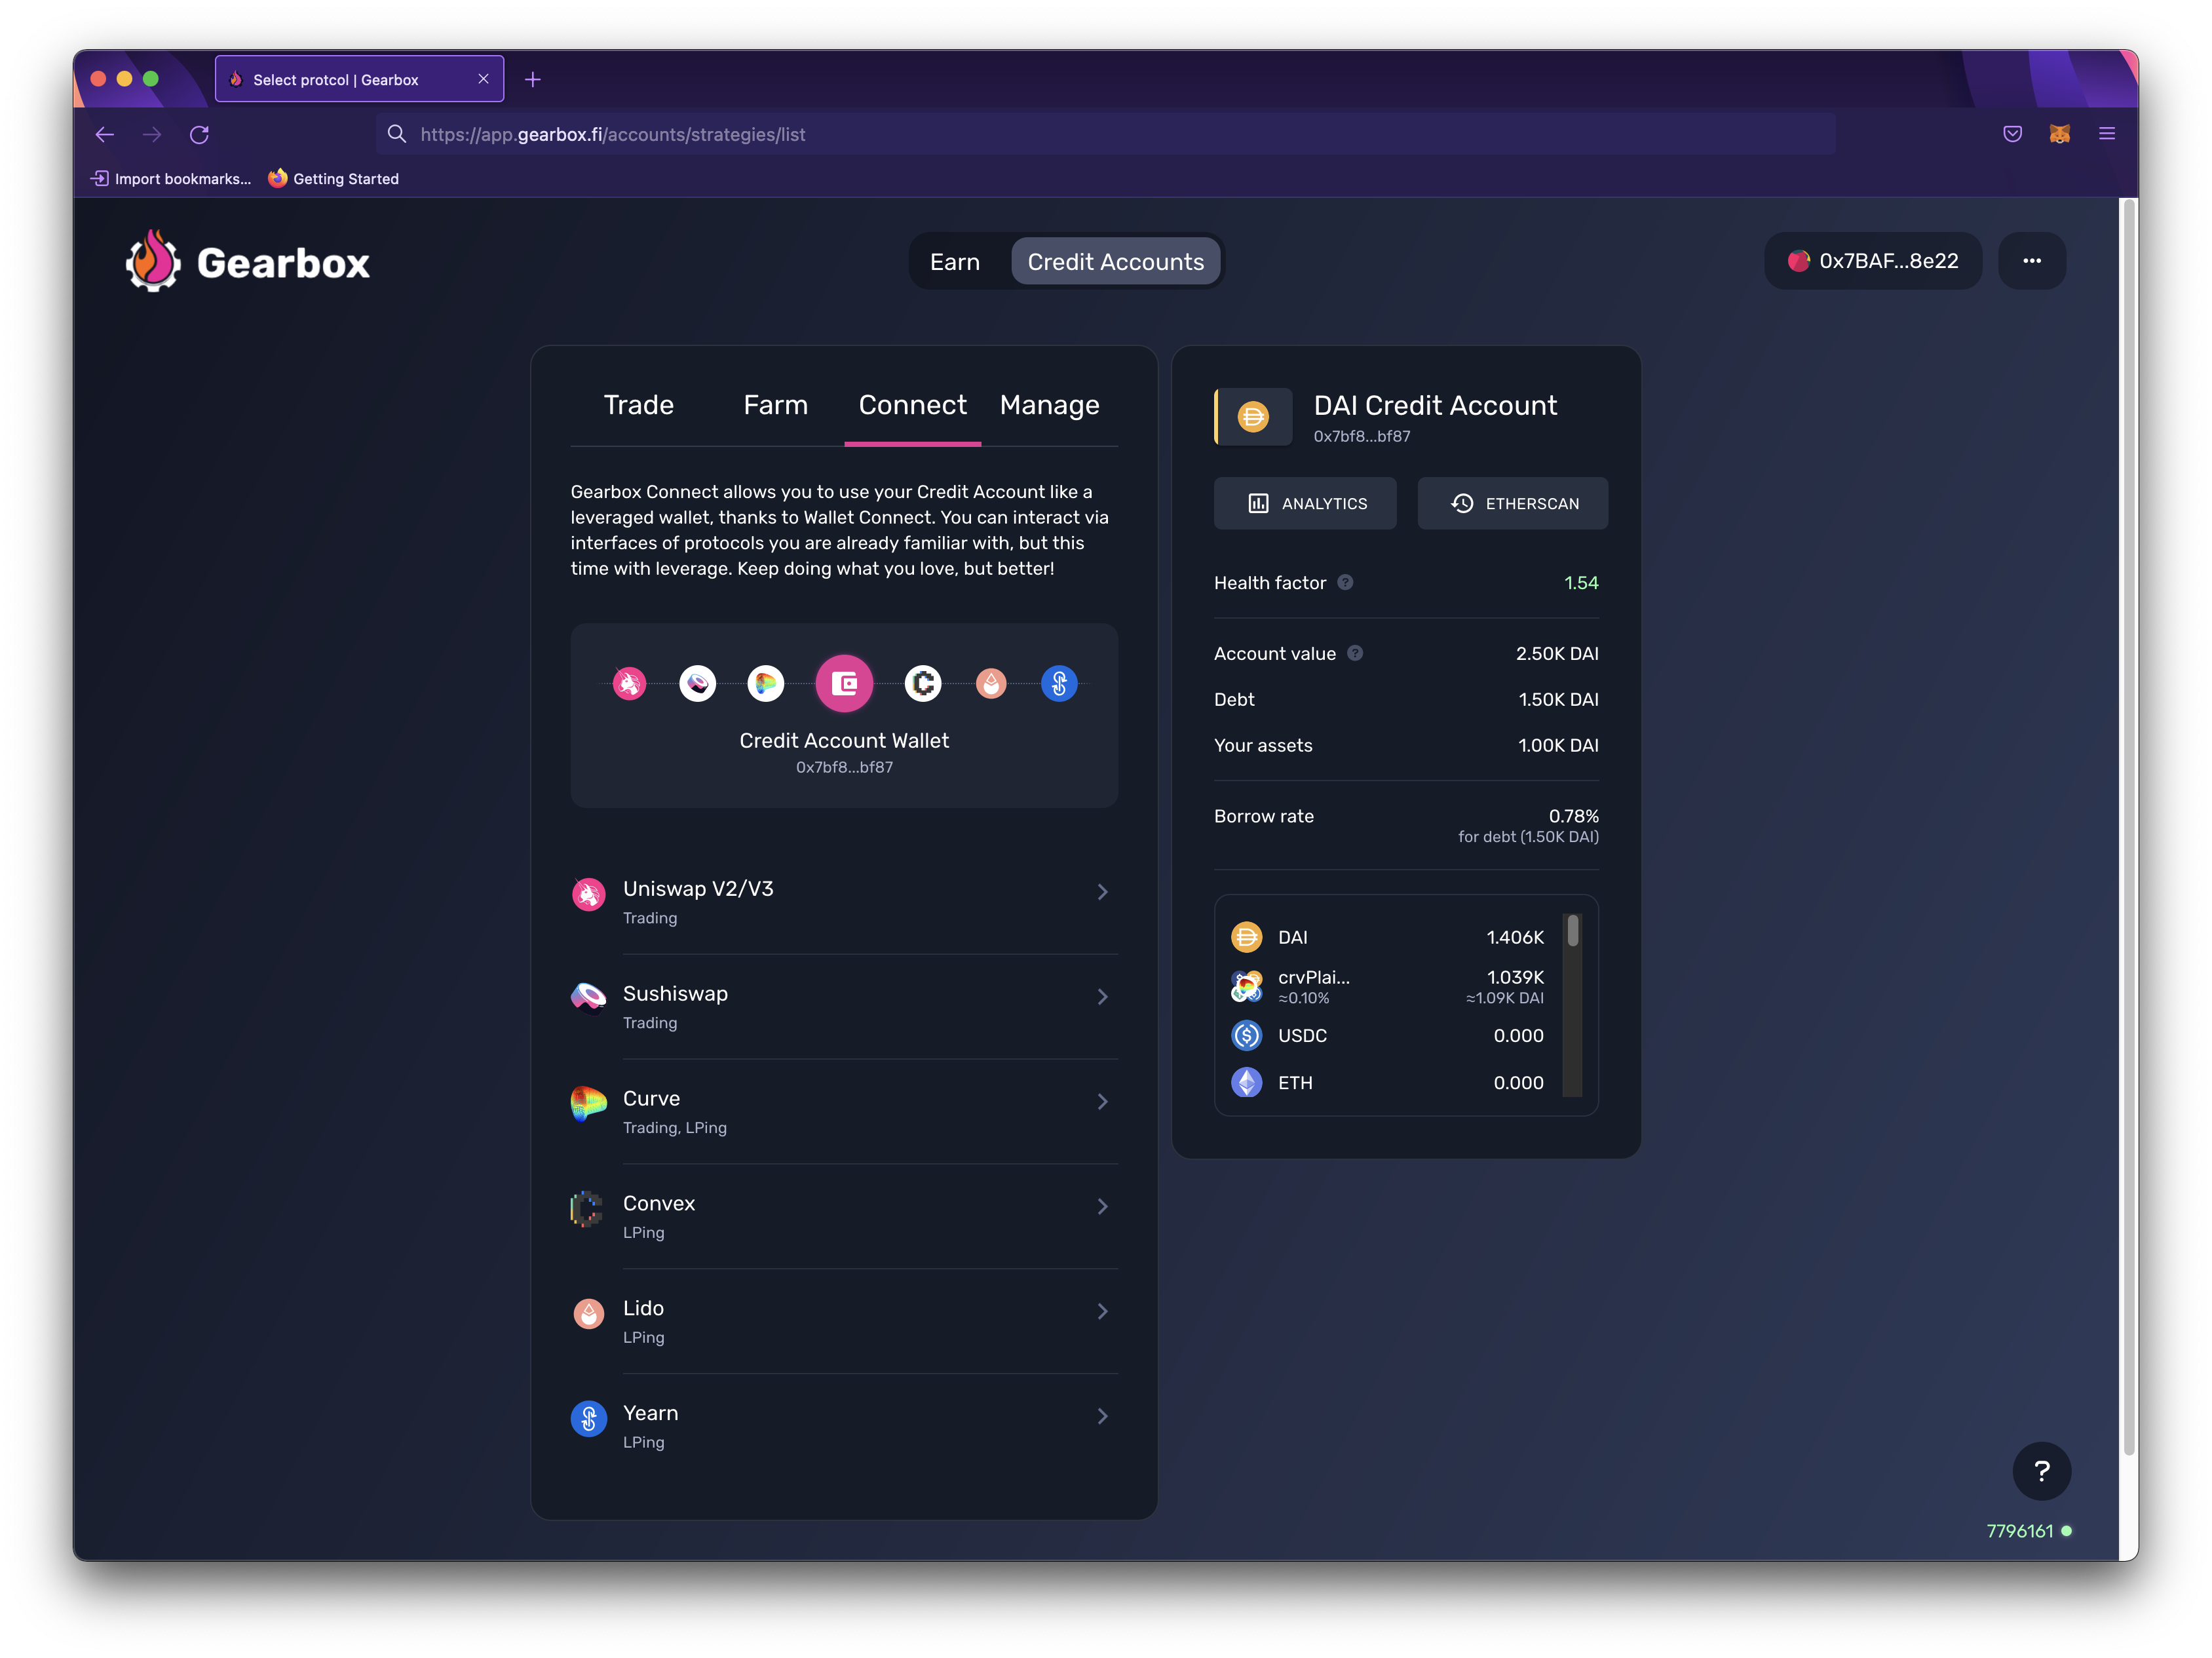 Select protcol | Gearbox
https://app.gearbox.fi/accounts/strategies/list
Import bookmarks...
Getting Started
Gearbox
Earn
Credit Accounts
0x7BAF...8e22
Trade
Farm
Connect
Manage
Gearbox Connect allows you to use your Credit Account like a
leveraged wallet, thanks to Wallet Connect. You can interact via
interfaces of protocols you are already familiar with, but this
time with leverage. Keep doing what you love, but better!
Credit Account Wallet
0x7bf8...bf87
Uniswap V2/V3
Trading
Sushiswap
Trading
Curve
Trading, LPing
Convex
LPing
Lido
LPing
Yearn
LPing
DAI Credit Account
0x7bf8...bf87
ANALYTICS
ETHERSCAN
Health factor ?
1.54
Account value ?
2.50K DAI
Debt
1.50K DAI
Your assets
1.00K DAI
Borrow rate
0.78%
for debt (1.50K DAI)
DAI
1.406K
crvPlai...
1.039K
≈0.10%
≈1.09K DAI
USDC
0.000
ETH
0.000
?
7796161